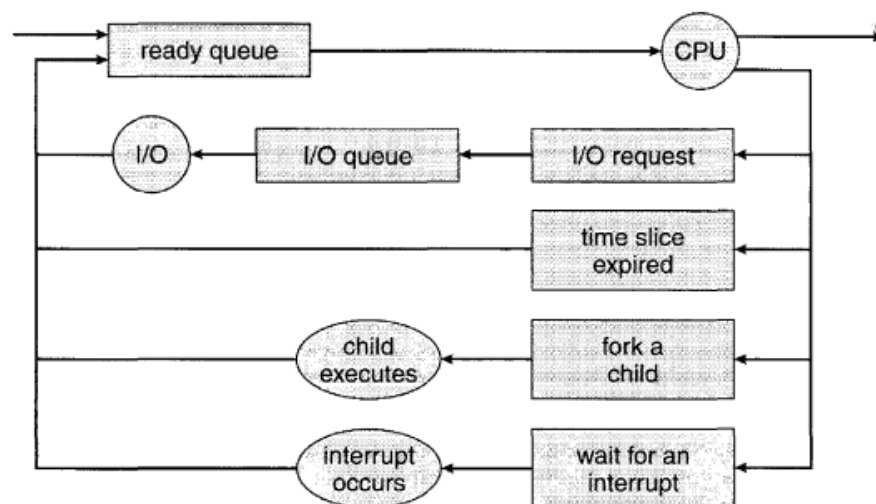 ready queue
CPU
I/O
I/O queue
I/O request
time slice
expired
child
executes
fork a
child
interrupt
occurs
wait for an
interrupt